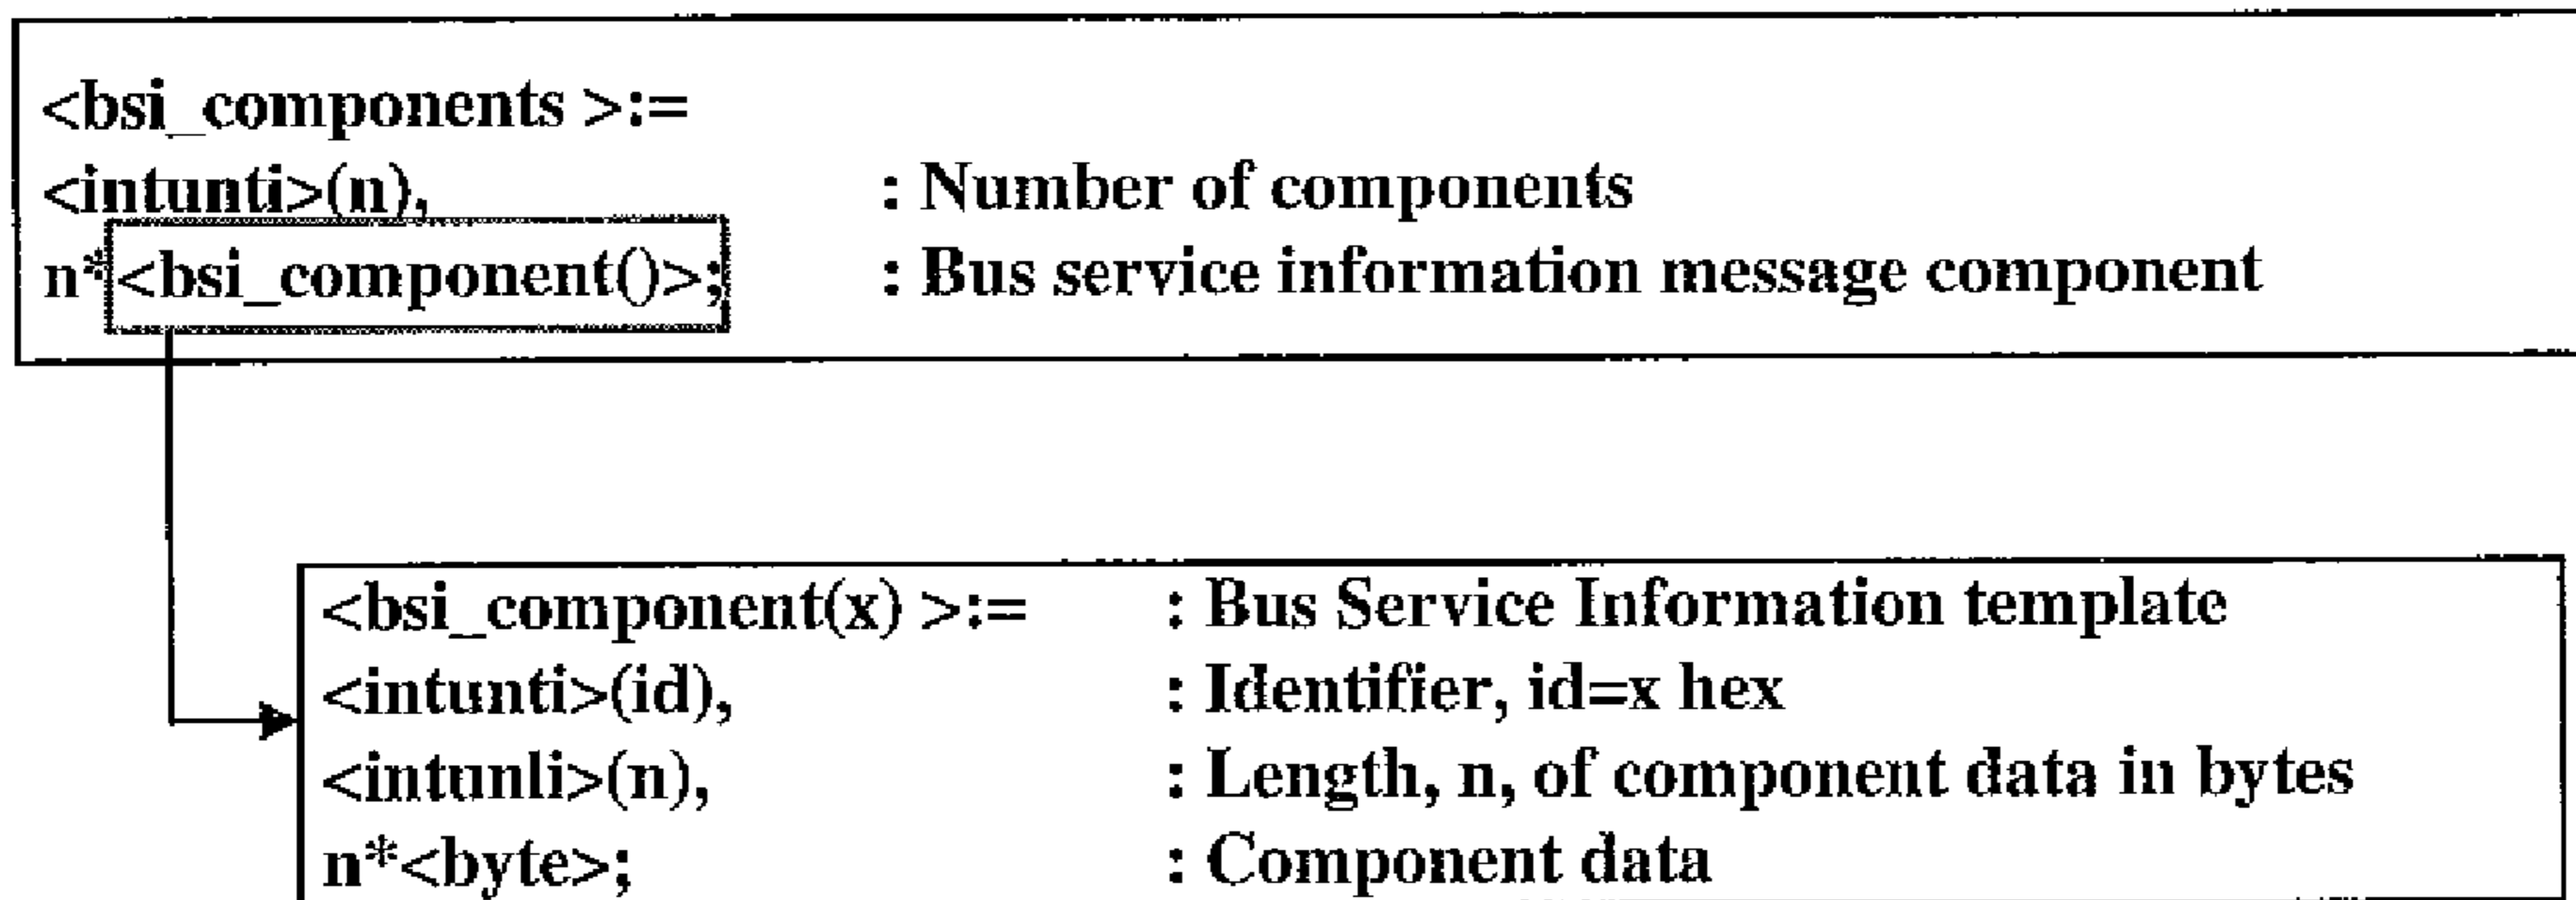 <bsi_components >:=
<intunti>(n), : Number of components
n*<bsi_component()>; : Bus service information message component
<bsi_component(x) >:= : Bus Service Information template
<intunti>(id), : Identifier, id=x hex
<intunli>(n), : Length, n, of component data in bytes
n*<byte>; : Component data